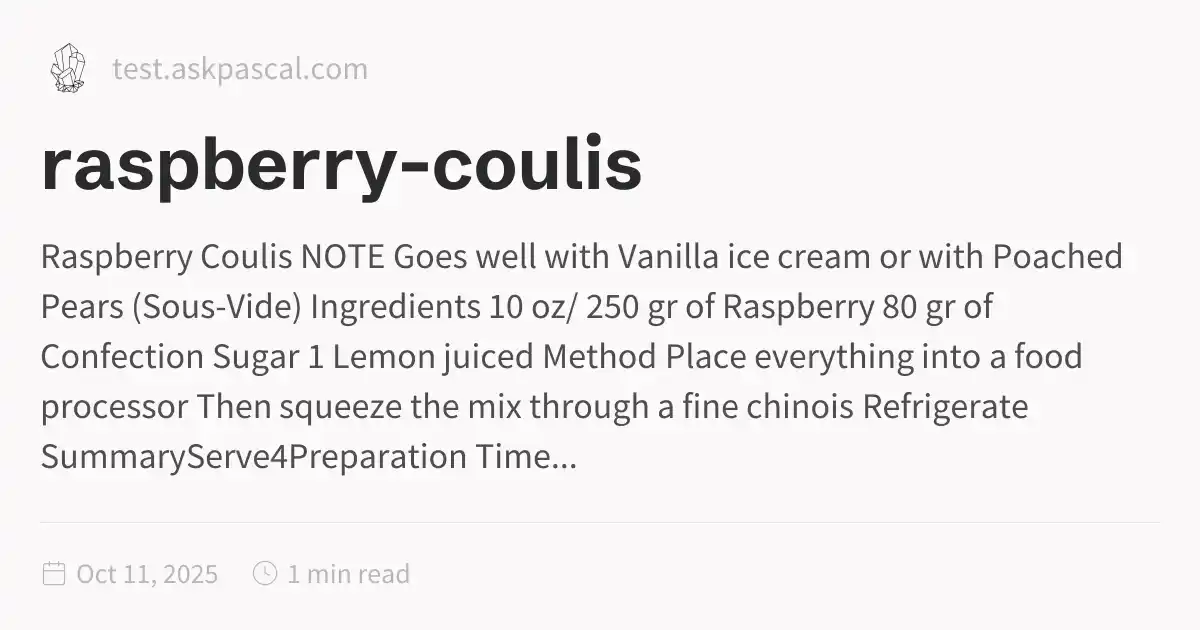 test.askpascal.com
raspberry-coulis
Raspberry Coulis NOTE Goes well with Vanilla ice cream or with Poached
Pears (Sous-Vide) Ingredients 10 oz/ 250 gr of Raspberry 80 gr of
Confection Sugar 1 Lemon juiced Method Place everything into a food
processor Then squeeze the mix through a fine chinois Refrigerate
SummaryServe4Preparation Time...
Oct 11, 2025 1 min read